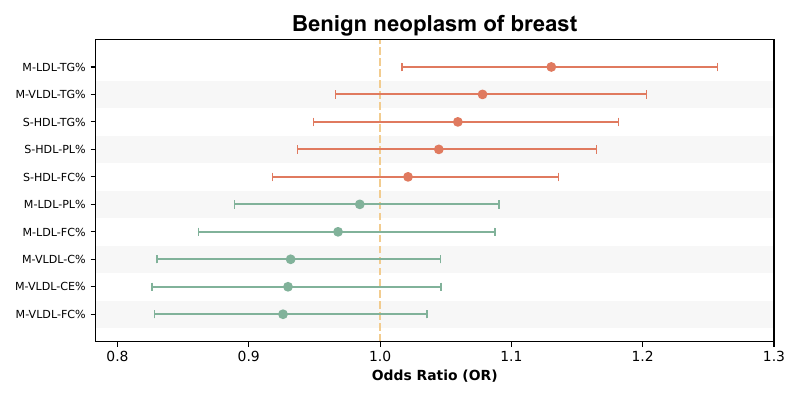 Benign neoplasm of breast
M-LDL-TG%
M-VLDL-TG%
S-HDL-TG%
S-HDL-PL%
S-HDL-FC%
M-LDL-PL%
M-LDL-FC%
M-VLDL-C%
M-VLDL-CE%
M-VLDL-FC%
0.8 0.9 1.0 1.1 1.2 1.3
Odds Ratio (OR)